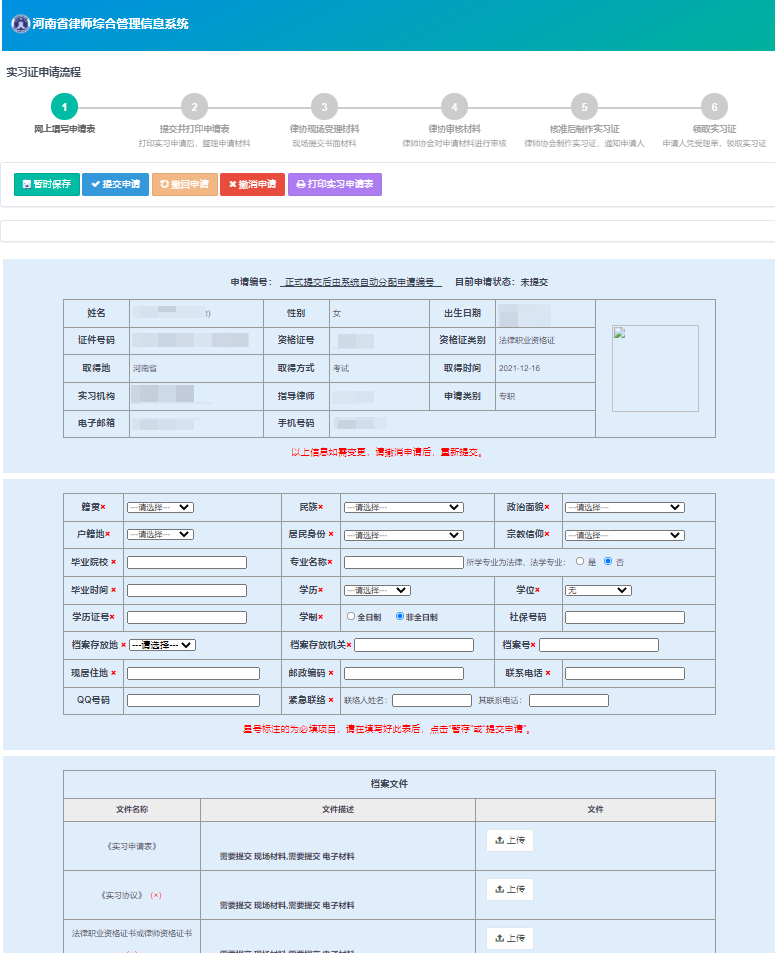 河南省律师综合管理信息系统
实习证申请流程
1 2 3 4 5 6
网上填写申请表 提交并打印申请表 律协现场受理材料 律协审核材料 核准后制作实习证 领取实习证
打印实习申请后，整理申请材料 现场提交书面材料 律师协会对申请材料进行审核 律师协会制作实习证，通知申请人 申请人凭受理单，领取实习证
暂时保存 提交申请 撤回申请 撤消申请 打印实习申请表
申请编号： 正式提交后由系统自动分配申请编号 目前申请状态：未提交
姓名 性别 女 出生日期
证件号码 资格证号 资格证类别 法律职业资格证
取得地 河南省 取得方式 考试 取得时间 2021-12-16
实习机构 指导律师 申请类别 专职
电子邮箱 手机号码
以上信息如需变更，请撤消申请后，重新提交。
籍贯× ---请选择--- 民族× ---请选择--- 政治面貌× ---请选择---
户籍地× ---请选择--- 居民身份 × ---请选择--- 宗教信仰× ---请选择---
毕业院校 × 专业名称× 所学专业为法律、法学专业： 是 否
毕业时间 × 学历× ---请选择--- 学位× 无
学历证号× 学制× 全日制 非全日制 社保号码
档案存放地 × ---请选择--- 档案存放机关× 档案号×
现居住地 × 邮政编码 × 联系电话 ×
QQ号码 紧急联络 × 联络人姓名： 其联系电话：
星号标注的为必填项目，请在填写好此表后，点击"暂存"或"提交申请"。
档案文件
文件名称 文件描述 文件
《实习申请表》 需要提交 现场材料,需要提交 电子材料 上传
《实习协议》 (×) 需要提交 现场材料,需要提交 电子材料 上传
法律职业资格证书或律师资格证书 上传